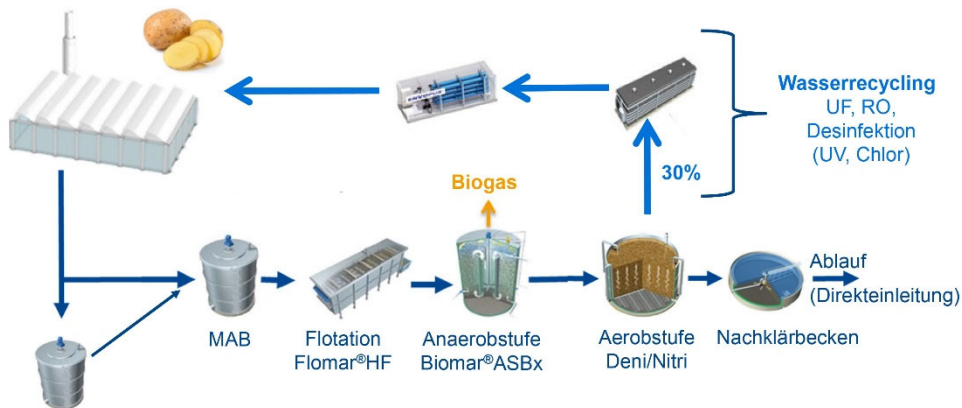 Wasserrecycling
UF, RO,
Desinfektion
(UV, Chlor)
30%
Biogas
Ablauf
(Direkteinleitung)
MAB
Flotation
Flomar®HF
Anaerobstufe
Biomar®ASBx
Aerobstufe
Deni/Nitri
Nachklärbecken